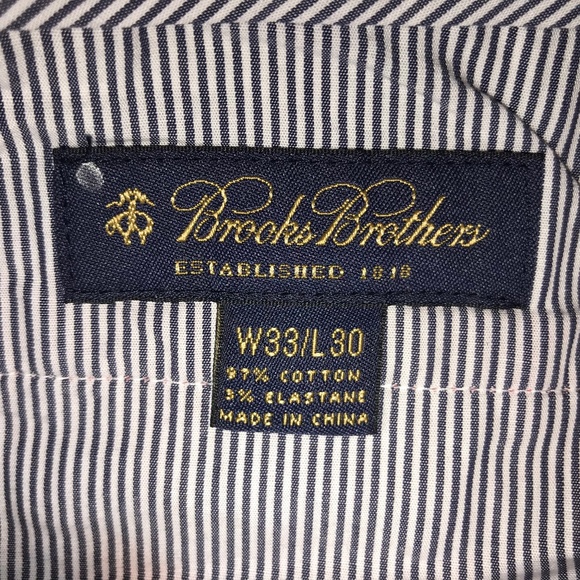 Brooks Brothers
ESTABLISHED 1818
W33/L30
97% COTTON
3% ELASTANE
MADE IN CHINA